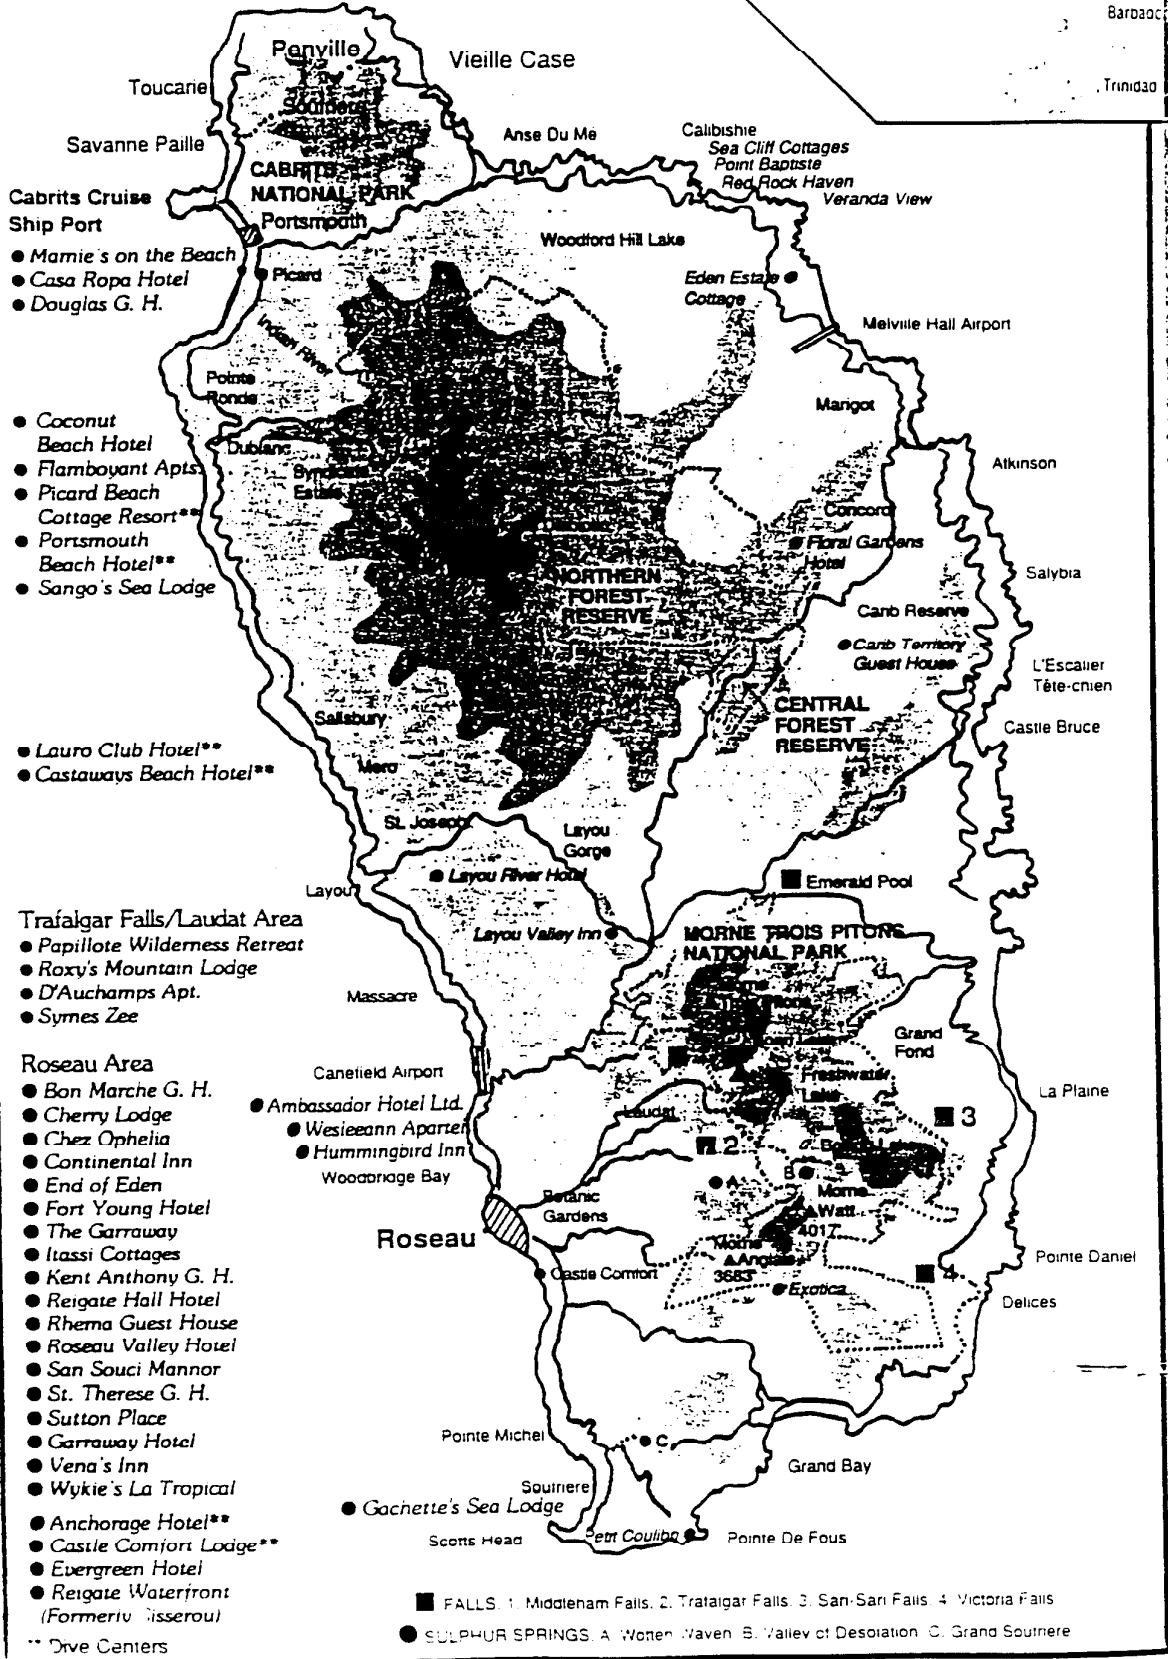 Barbados
Trinidad
Penville
Vieille Case
Toucarie
Savanne Paille
Anse Du Mé
Calibishie
Sea Cliff Cottages
Point Baptiste
Red Rock Haven
Veranda View
CABRITS
NATIONAL PARK
Portsmouth
Cabrits Cruise
Ship Port
● Mamie's on the Beach
● Casa Ropa Hotel
● Douglas G. H.
Picard
Woodford Hill Lake
Eden Estate
Cottage
Melville Hall Airport
Indian River
Pointe
Ronde
Marigot
● Coconut
Beach Hotel
● Flamboyant Apts.
● Picard Beach
Cottage Resort**
● Portsmouth
Beach Hotel**
● Sango's Sea Lodge
Dublanc
Syndicate
Estate
Atkinson
Concord
Floral Gardens
Hotel
NORTHERN
FOREST
RESERVE
Salybia
Carib Reserve
Carib Territory
Guest House
L'Escalier
Tête-chien
CENTRAL
FOREST
RESERVE
Castle Bruce
Salisbury
Mero
● Lauro Club Hotel**
● Castaways Beach Hotel**
St. Joseph
Layou
Gorge
Layou River Hotel
Emerald Pool
Layou
Layou Valley Inn
MORNE TROIS PITONS
NATIONAL PARK
Trafalgar Falls/Laudat Area
● Papillote Wilderness Retreat
● Roxy's Mountain Lodge
● D'Auchamps Apt.
● Symes Zee
Massacre
Morne
Trois Pitons
Grand
Fond
Freshwater
Lake
La Plaine
Canefield Airport
Laudat
3
2
A
B
Roseau Area
● Bon Marche G. H.
● Cherry Lodge
● Chez Ophelia
● Continental Inn
● End of Eden
● Fort Young Hotel
● The Garraway
● Itassi Cottages
● Kent Anthony G. H.
● Reigate Hall Hotel
● Rhema Guest House
● Roseau Valley Hotel
● San Souci Mannor
● St. Therese G. H.
● Sutton Place
● Garraway Hotel
● Vena's Inn
● Wykie's La Tropical
● Anchorage Hotel**
● Castle Comfort Lodge**
● Evergreen Hotel
● Reigate Waterfront
(Formerly Sisserou)
** Dive Centers
● Ambassador Hotel Ltd.
● Hummingbird Inn
Woodbridge Bay
Botanic
Gardens
Roseau
Morne
Watt
4017'
Morne
Anglais
3683'
Exotica
4
Pointe Daniel
Delices
Castle Comfort
Pointe Michel
C
Grand Bay
Soufriere
● Gachette's Sea Lodge
Scotts Head
Petit Coulibri
Pointe De Fous
■ FALLS. 1. Middleham Falls. 2. Trafalgar Falls. 3. Sari-Sari Falls. 4. Victoria Falls
● SULPHUR SPRINGS. A. Wotten Waven. B. Valley of Desolation. C. Grand Soufriere